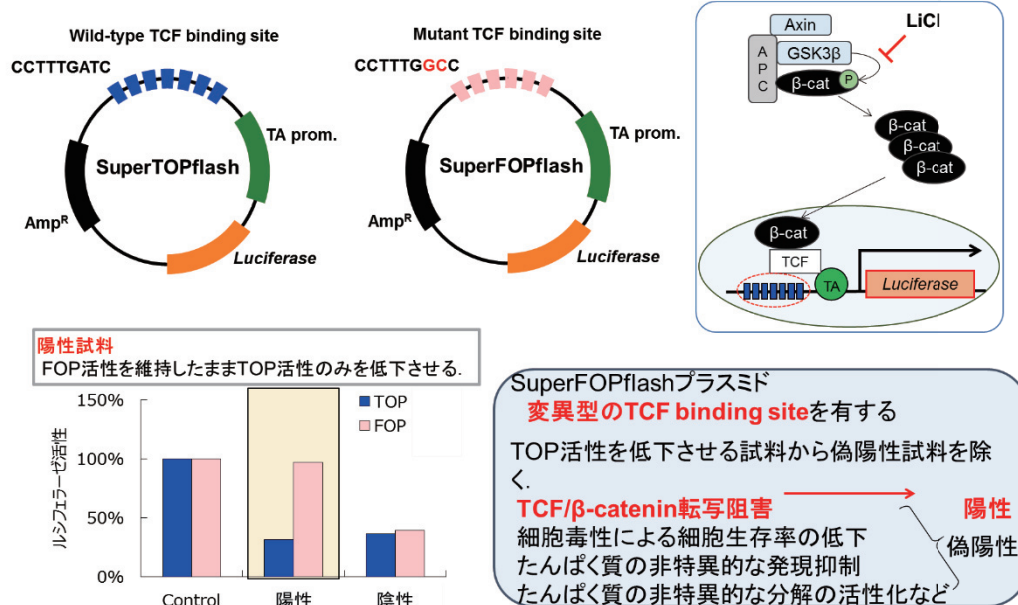 Wild-type TCF binding site
CCTTTGATC
TA prom.
SuperTOPflash
AmpR
Luciferase
Mutant TCF binding site
CCTTTGGCC
TA prom.
SuperFOPflash
AmpR
Luciferase
Axin
LiCl
APC
GSK3β
β-cat
P
β-cat
β-cat
β-cat
β-cat
TCF
TA
Luciferase
陽性試料
FOP活性を維持したままTOP活性のみを低下させる.
150%
100%
50%
0%
ルシフェラーゼ活性
TOP
FOP
Control
陽性
陰性
SuperFOPflashプラスミド
変異型のTCF binding siteを有する
TOP活性を低下させる試料から偽陽性試料を除
く.
TCF/β-catenin転写阻害
陽性
細胞毒性による細胞生存率の低下
たんぱく質の非特異的な発現抑制
たんぱく質の非特異的な分解の活性化など
偽陽性